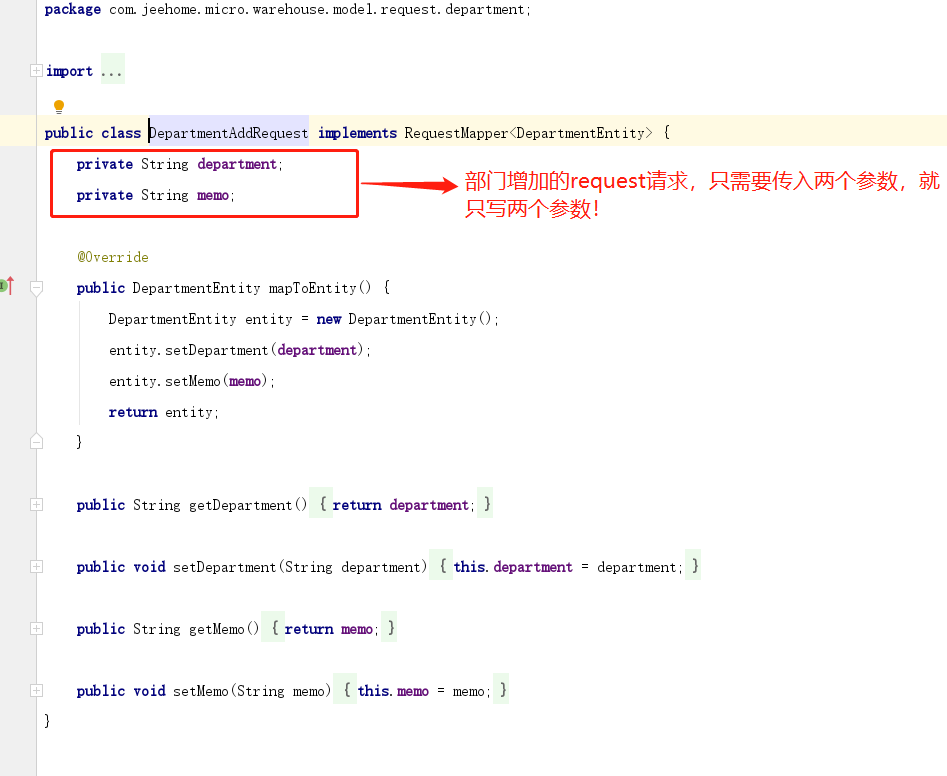 package com.jeehome.micro.warehouse.model.request.department;
import ...
public class DepartmentAddRequest implements RequestMapper<DepartmentEntity> {
private String department;
private String memo;
部门增加的request请求，只需要传入两个参数，就
只写两个参数！
@Override
public DepartmentEntity mapToEntity() {
DepartmentEntity entity = new DepartmentEntity();
entity.setDepartment(department);
entity.setMemo(memo);
return entity;
}
public String getDepartment() { return department; }
public void setDepartment(String department) { this.department = department; }
public String getMemo() { return memo; }
public void setMemo(String memo) { this.memo = memo; }
}